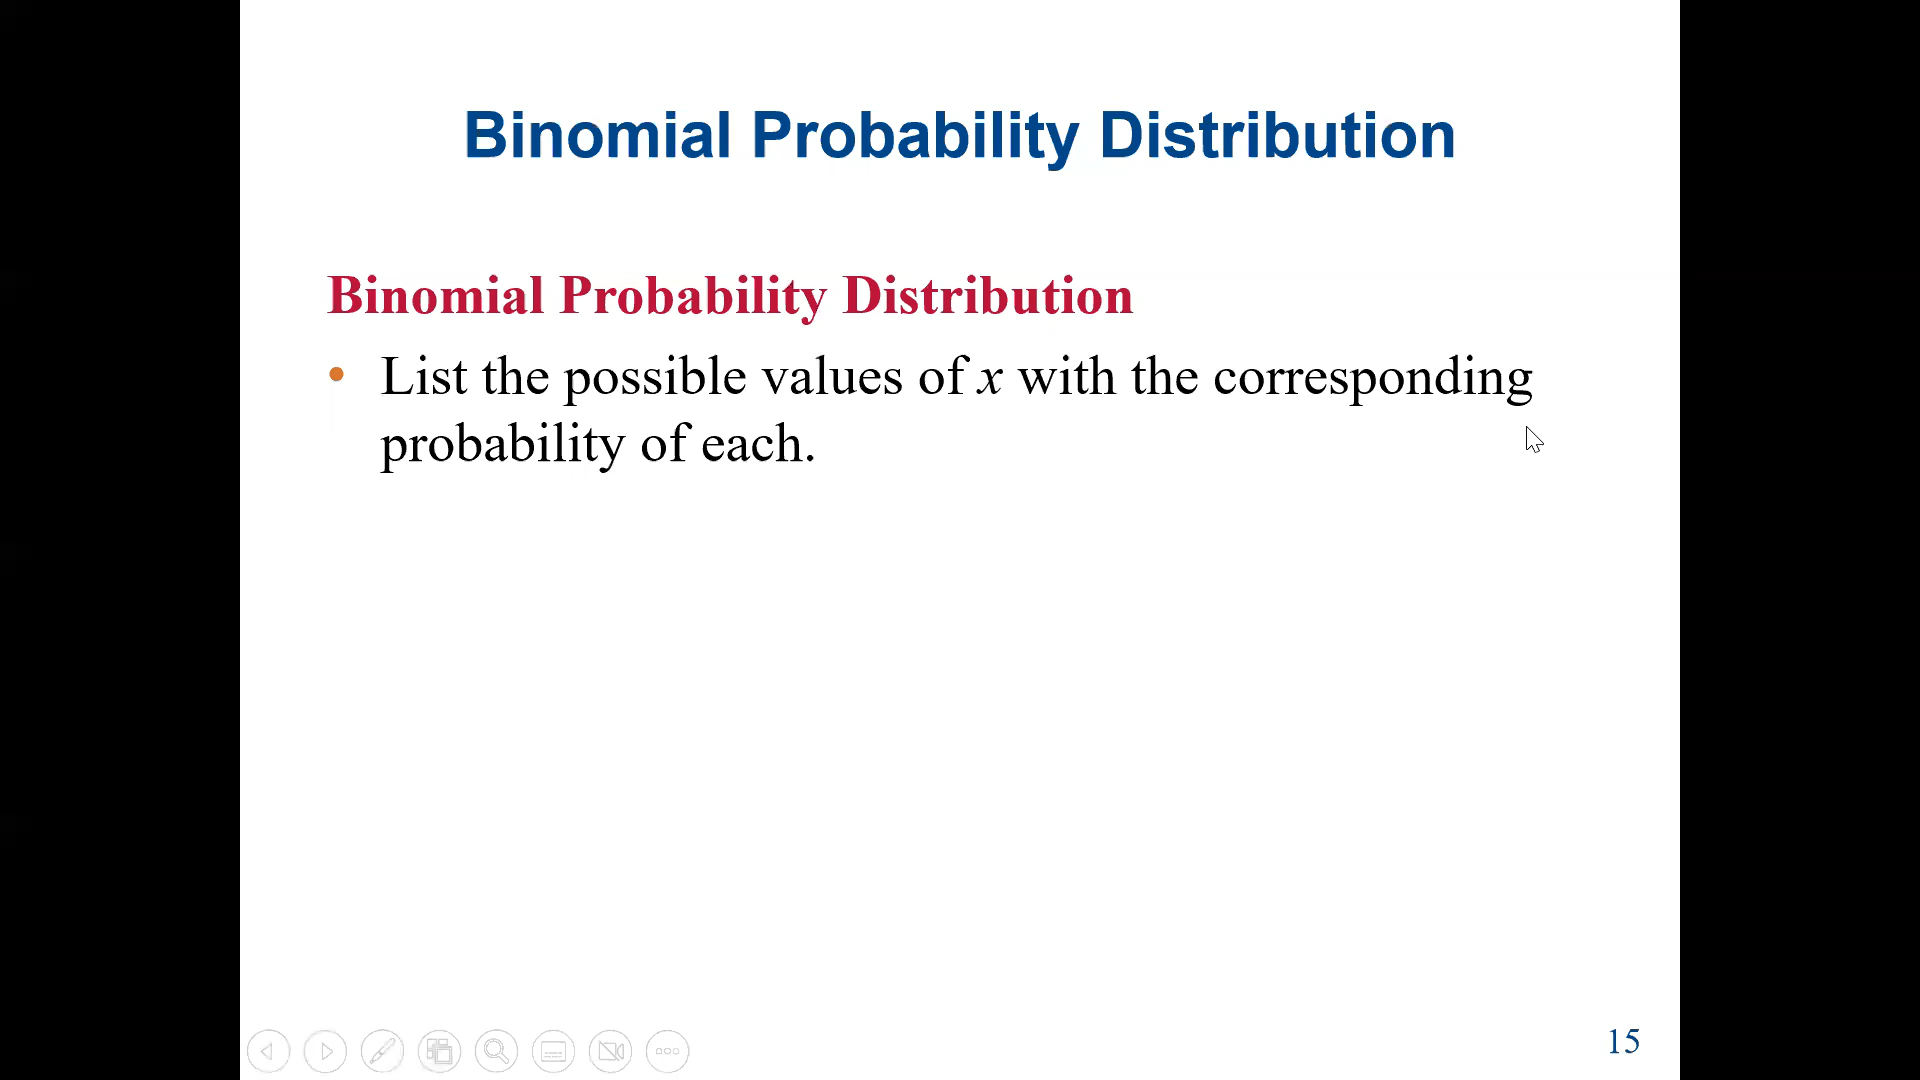 Binomial Probability Distribution
Binomial Probability Distribution
• List the possible values of x with the corresponding
probability of each.
15